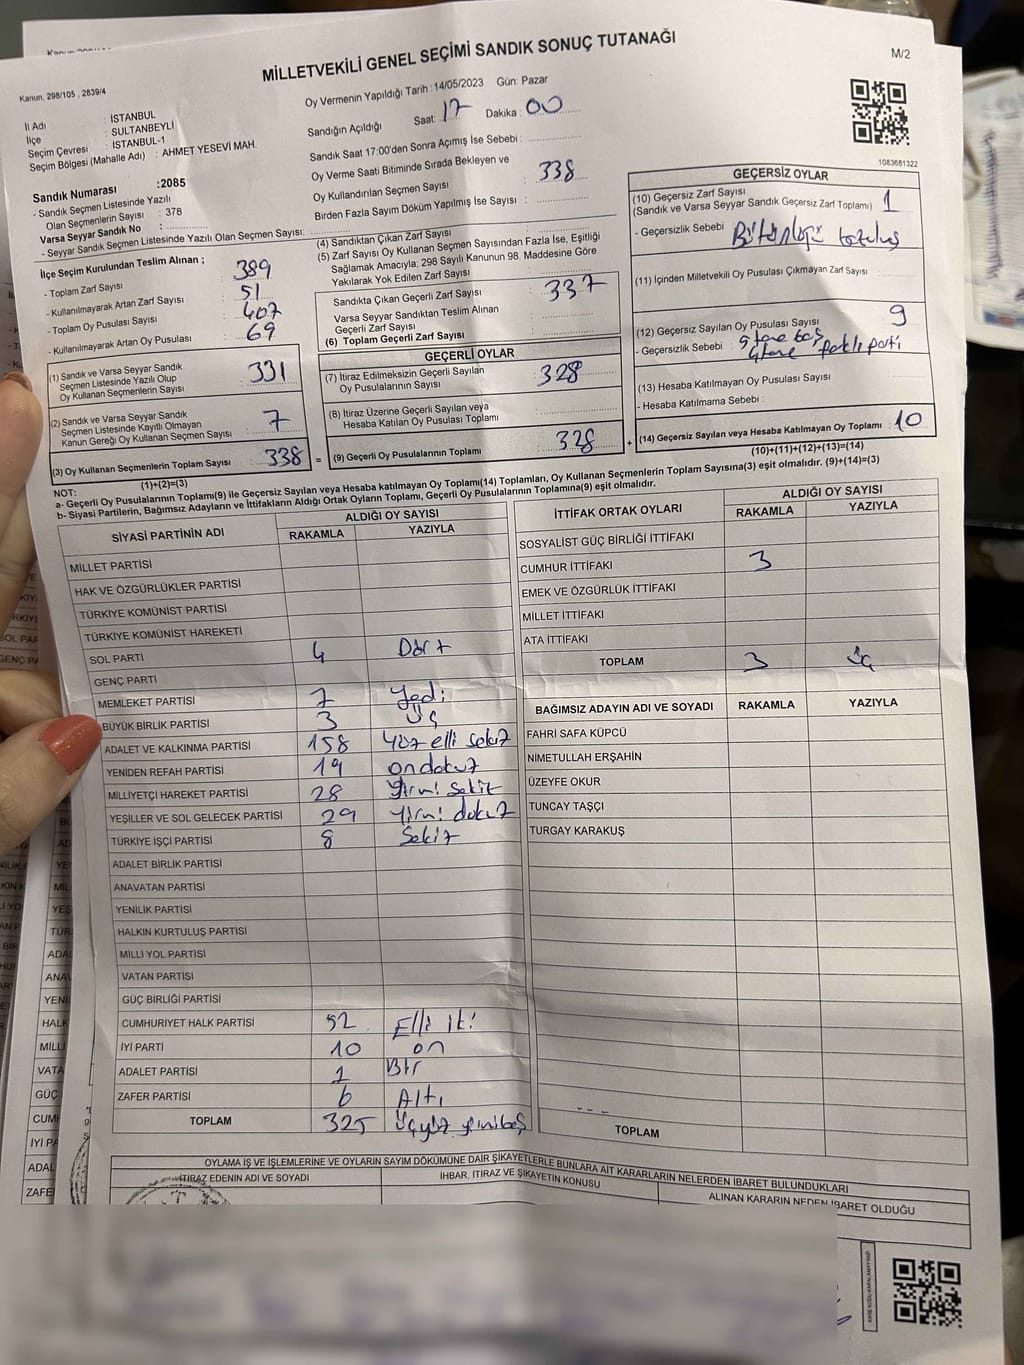 MİLLETVEKİLİ GENEL SEÇİMİ SANDIK SONUÇ TUTANAĞI
M/2
Kanun, 298/105 , 2839/4
Oy Vermenin Yapıldığı Tarih : 14/05/2023 Gün: Pazar
İl Adı : İSTANBUL
İlçe : SULTANBEYLİ
Seçim Çevresi : İSTANBUL-1
Seçim Bölgesi (Mahalle Adı) : AHMET YESEVİ MAH.
Sandığın Açıldığı Saat: 17 Dakika : 00
Sandık Saat 17:00'den Sonra Açımış İse Sebebi :
Oy Verme Saati Bitiminde Sırada Bekleyen ve
Oy Kullandırılan Seçmen Sayısı : 338
Birden Fazla Sayım Döküm Yapılmış İse Sayısı :
1083681322
Sandık Numarası :2085
- Sandık Seçmen Listesinde Yazılı
Olan Seçmenlerin Sayısı : 378
Varsa Seyyar Sandık No :
- Seyyar Sandık Seçmen Listesinde Yazılı Olan Seçmen Sayısı:
İlçe Seçim Kurulundan Teslim Alınan ;
- Toplam Zarf Sayısı : 389
- Kullanılmayarak Artan Zarf Sayısı : 51
- Toplam Oy Pusulası Sayısı : 407
- Kullanılmayarak Artan Oy Pusulası : 69
(1) Sandık ve Varsa Seyyar Sandık
Seçmen Listesinde Yazılı Olup
Oy Kullanan Seçmenlerin Sayısı : 331
(2) Sandık ve Varsa Seyyar Sandık
Seçmen Listesinde Kayıtlı Olmayan
Kanun Gereği Oy Kullanan Seçmen Sayısı : 7
(3) Oy Kullanan Seçmenlerin Toplam Sayısı : 338
(1)+(2)=(3)
(4) Sandıktan Çıkan Zarf Sayısı
(5) Zarf Sayısı Oy Kullanan Seçmen Sayısından Fazla İse, Eşitliği
Sağlamak Amacıyla; 298 Sayılı Kanunun 98. Maddesine Göre
Yakılarak Yok Edilen Zarf Sayısı
Sandıkta Çıkan Geçerli Zarf Sayısı : 337
Varsa Seyyar Sandıktan Teslim Alınan
Geçerli Zarf Sayısı
(6) Toplam Geçerli Zarf Sayısı
GEÇERLİ OYLAR
(7) İtiraz Edilmeksizin Geçerli Sayılan
Oy Pusulalarının Sayısı : 328
(8) İtiraz Üzerine Geçerli Sayılan veya
Hesaba Katılan Oy Pusulası Toplamı
(9) Geçerli Oy Pusulalarının Toplamı : 328
GEÇERSİZ OYLAR
(10) Geçersiz Zarf Sayısı
(Sandık ve Varsa Seyyar Sandık Geçersiz Zarf Toplamı) : 1
- Geçersizlik Sebebi : Bütünlüğü bozulmuş
(11) İçinden Milletvekili Oy Pusulası Çıkmayan Zarf Sayısı
(12) Geçersiz Sayılan Oy Pusulası Sayısı : 9
- Geçersizlik Sebebi : 5 tane boş
4 tane farklı parti
(13) Hesaba Katılmayan Oy Pusulası Sayısı
- Hesaba Katılmama Sebebi :
(14) Geçersiz Sayılan veya Hesaba Katılmayan Oy Toplamı : 10
(10)+(11)+(12)+(13)=(14)
NOT:
a- Geçerli Oy Pusulalarının Toplamı(9) ile Geçersiz Sayılan veya Hesaba Katılmayan Oy Toplamı(14) Toplamları, Oy Kullanan Seçmenlerin Toplam Sayısına(3) eşit olmalıdır. (9)+(14)=(3)
b- Siyasi Partilerin, Bağımsız Adayların ve İttifakların Aldığı Ortak Oyların Toplamı, Geçerli Oy Pusulalarının Toplamına(9) eşit olmalıdır.
SİYASİ PARTİNİN ADI ALDIĞI OY SAYISI
RAKAMLA YAZIYLA
MİLLET PARTİSİ
HAK VE ÖZGÜRLÜKLER PARTİSİ
TÜRKİYE KOMÜNİST PARTİSİ
TÜRKİYE KOMÜNİST HAREKETİ
SOL PARTİ 4 Dört
GENÇ PARTİ
MEMLEKET PARTİSİ 7 Yedi
BÜYÜK BİRLİK PARTİSİ 3 Üç
ADALET VE KALKINMA PARTİSİ 158 Yüz elli sekiz
YENİDEN REFAH PARTİSİ 19 ondokuz
MİLLİYETÇİ HAREKET PARTİSİ 28 Yirmi sekiz
YEŞİLLER VE SOL GELECEK PARTİSİ 29 Yirmi dokuz
TÜRKİYE İŞÇİ PARTİSİ 8 Sekiz
ADALET BİRLİK PARTİSİ
ANAVATAN PARTİSİ
YENİLİK PARTİSİ
HALKIN KURTULUŞ PARTİSİ
MİLLİ YOL PARTİSİ
VATAN PARTİSİ
GÜÇ BİRLİĞİ PARTİSİ
CUMHURİYET HALK PARTİSİ 52 Elli iki
İYİ PARTİ 10 on
ADALET PARTİSİ 1 Bir
ZAFER PARTİSİ 6 Altı
TOPLAM 325 Üçyüz yirmibeş
İTTİFAK ORTAK OYLARI ALDIĞI OY SAYISI
RAKAMLA YAZIYLA
SOSYALİST GÜÇ BİRLİĞİ İTTİFAKI
CUMHUR İTTİFAKI 3
EMEK VE ÖZGÜRLÜK İTTİFAKI
MİLLET İTTİFAKI
ATA İTTİFAKI
TOPLAM 3 Üç
BAĞIMSIZ ADAYIN ADI VE SOYADI RAKAMLA YAZIYLA
FAHRİ SAFA KÜPCÜ
NİMETULLAH ERŞAHİN
ÜZEYFE OKUR
TUNCAY TAŞÇI
TURGAY KARAKUŞ
TOPLAM
OYLAMA İŞ VE İŞLEMLERİNE VE OYLARIN SAYIM DÖKÜMÜNE DAİR ŞİKAYETLERLE BUNLARA AİT KARARLARIN NELERDEN İBARET BULUNDUKLARI
İTİRAZ EDENİN ADI VE SOYADI
İHBAR, İTİRAZ VE ŞİKAYETİN KONUSU
ALINAN KARARIN NEDEN İBARET OLDUĞU